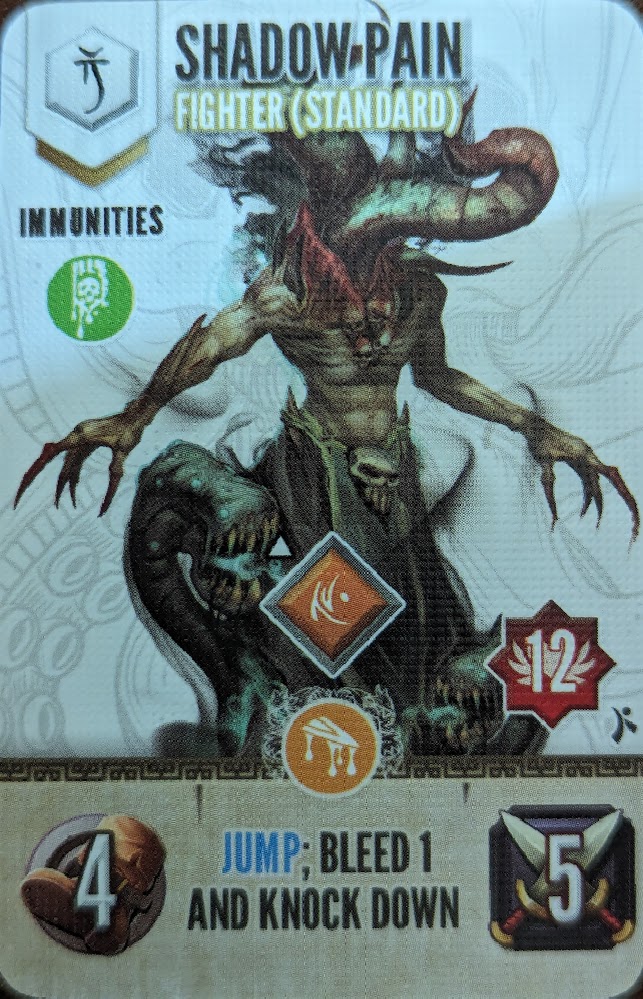 SHADOW-PAIN
FIGHTER (STANDARD)
IMMUNITIES
12
4
JUMP; BLEED 1
AND KNOCK DOWN
5